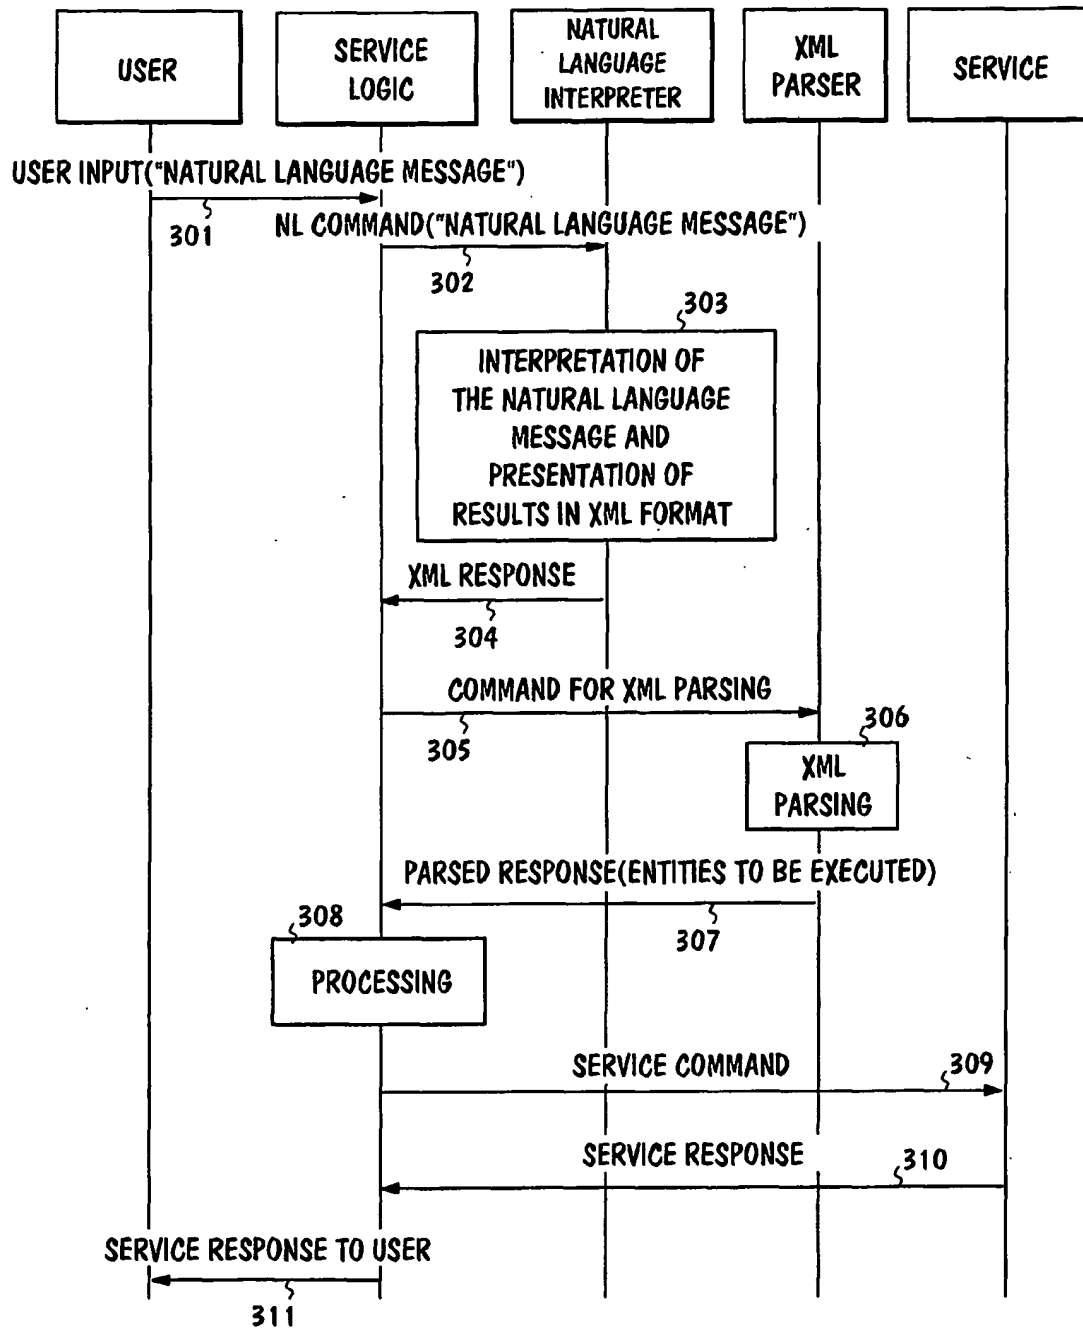 USER
SERVICE
LOGIC
NATURAL
LANGUAGE
INTERPRETER
XML
PARSER
SERVICE
USER INPUT("NATURAL LANGUAGE MESSAGE")
301
NL COMMAND("NATURAL LANGUAGE MESSAGE")
302
303
INTERPRETATION OF
THE NATURAL LANGUAGE
MESSAGE AND
PRESENTATION OF
RESULTS IN XML FORMAT
XML RESPONSE
304
COMMAND FOR XML PARSING
305
306
XML
PARSING
PARSED RESPONSE(ENTITIES TO BE EXECUTED)
307
308
PROCESSING
SERVICE COMMAND
309
SERVICE RESPONSE
310
SERVICE RESPONSE TO USER
311